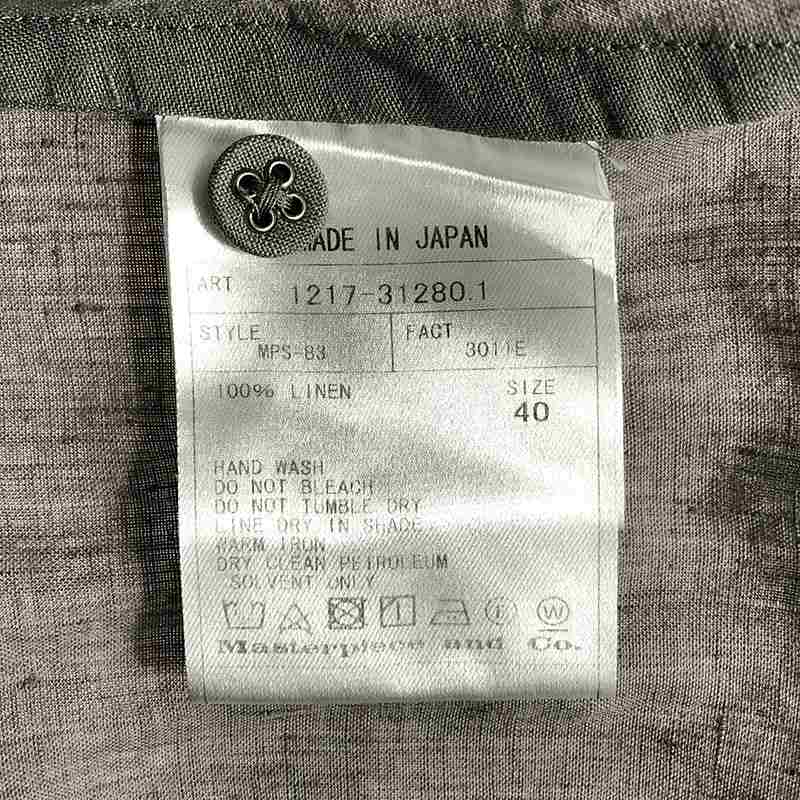 MADE IN JAPAN
ART 1217-31280.1
STYLE FACT
MPS-83 3011E
100% LINEN SIZE
40
HAND WASH
DO NOT BLEACH
DO NOT TUMBLE DRY
LINE DRY IN SHADE
WARM IRON
DRY CLEAN PETROLEUM
SOLVENT ONLY
W
Masterpiece and Co.